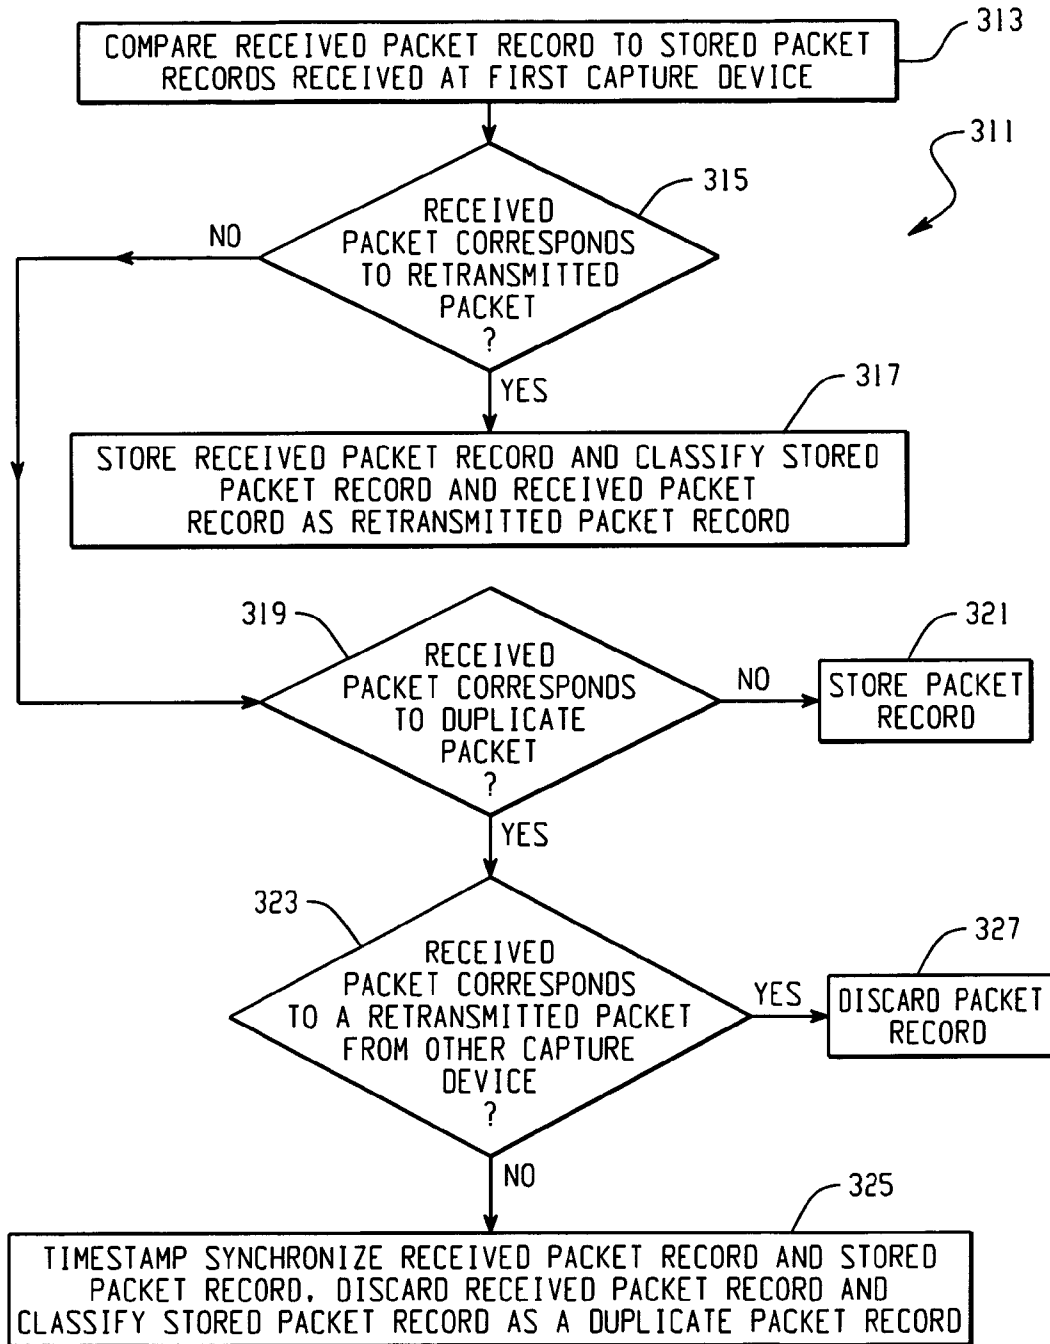 313
COMPARE RECEIVED PACKET RECORD TO STORED PACKET
RECORDS RECEIVED AT FIRST CAPTURE DEVICE
311
315
RECEIVED
PACKET CORRESPONDS
TO RETRANSMITTED
PACKET
?
NO
YES
317
STORE RECEIVED PACKET RECORD AND CLASSIFY STORED
PACKET RECORD AND RECEIVED PACKET
RECORD AS RETRANSMITTED PACKET RECORD
319
RECEIVED
PACKET CORRESPONDS
TO DUPLICATE
PACKET
?
NO
321
STORE PACKET
RECORD
YES
323
RECEIVED
PACKET CORRESPONDS
TO A RETRANSMITTED PACKET
FROM OTHER CAPTURE
DEVICE
?
YES
327
DISCARD PACKET
RECORD
NO
325
TIMESTAMP SYNCHRONIZE RECEIVED PACKET RECORD AND STORED
PACKET RECORD, DISCARD RECEIVED PACKET RECORD AND
CLASSIFY STORED PACKET RECORD AS A DUPLICATE PACKET RECORD